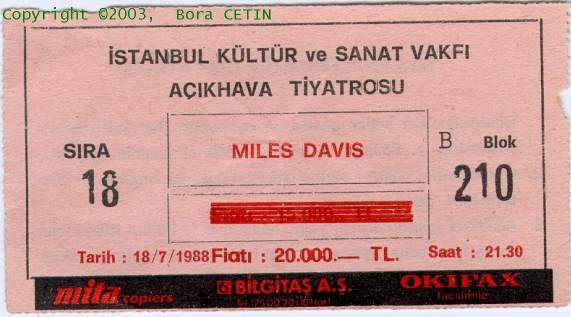 Copyright ©2003, Bora CETIN
İSTANBUL KÜLTÜR ve SANAT VAKFI
AÇIKHAVA TİYATROSU
SIRA
18
MILES DAVIS
B Blok
210
Tarih : 18/7/1988 Fiatı : 20.000.— TL. Saat : 21.30
mita copiers
BİLGİTAŞ A.S.
OKIFAX
facsimile